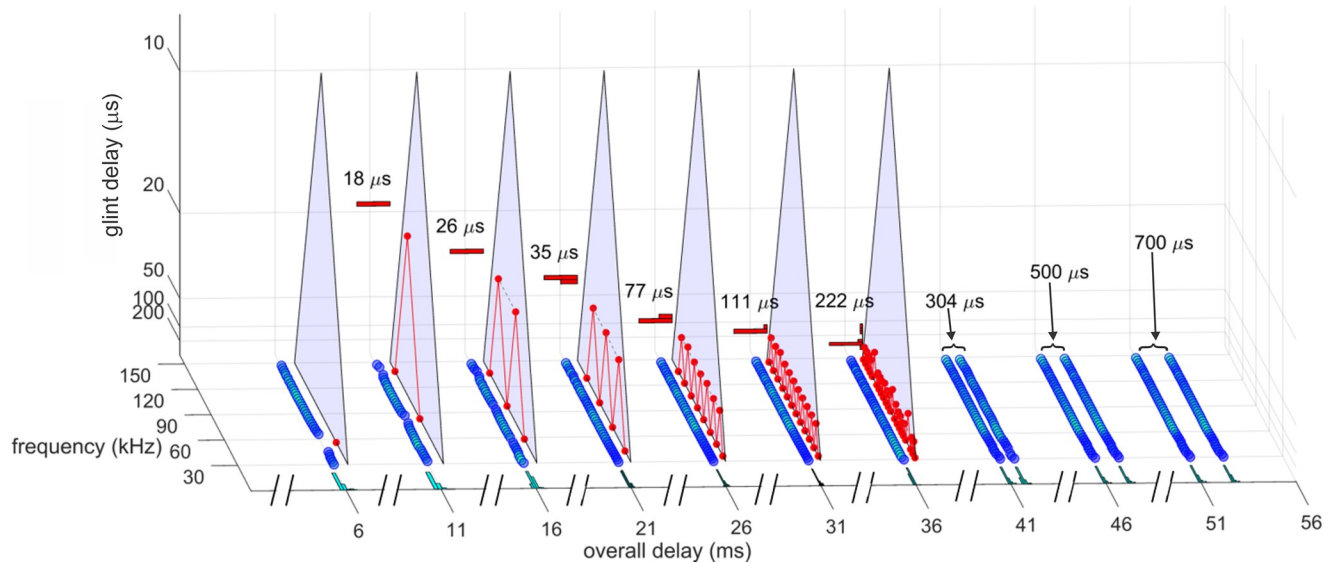 10
20
50
100
200
glint delay (μs)
18 μs
26 μs
35 μs
77 μs
111 μs
222 μs
304 μs
500 μs
700 μs
150
120
90
60
30
frequency (kHz)
6
11
16
21
26
31
36
41
46
51
56
overall delay (ms)